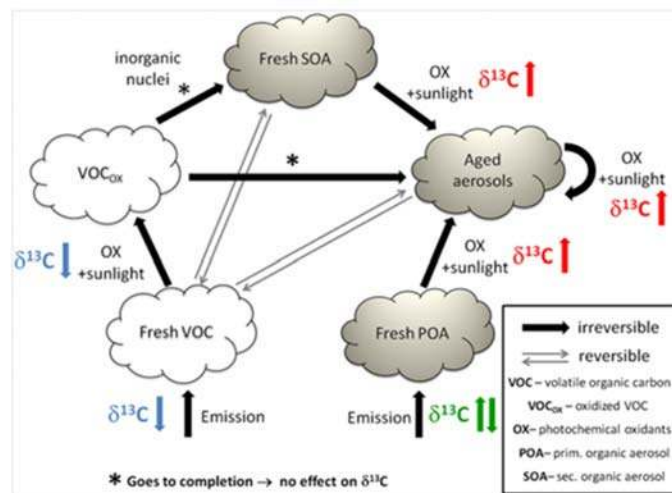 Fresh SOA
inorganic
nuclei
*
OX
+sunlight
δ¹³C
VOCOX
*
Aged
aerosols
OX
+sunlight
δ¹³C
δ¹³C
OX
+sunlight
OX
+sunlight
δ¹³C
Fresh VOC
Fresh POA
irreversible
reversible
VOC– volatile organic carbon
VOCOX – oxidized VOC
OX– photochemical oxidants
POA– prim. organic aerosol
SOA– sec. organic aerosol
δ¹³C
Emission
Emission
δ¹³C
* Goes to completion → no effect on δ¹³C